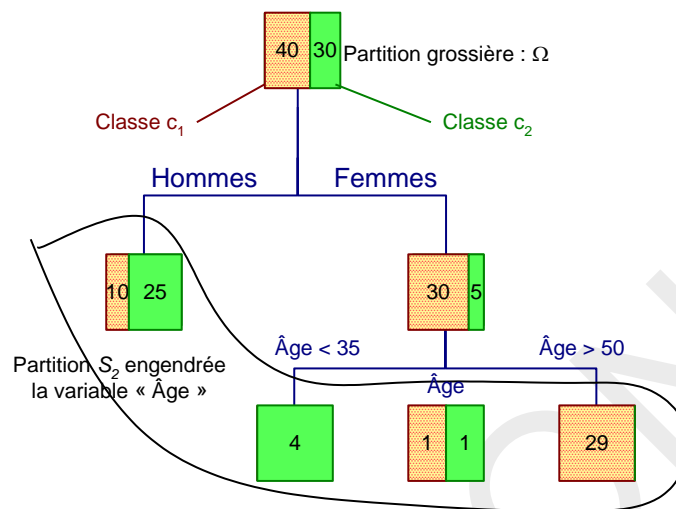 40 30 Partition grossière : Ω
Classe c₁ Classe c₂
Hommes Femmes
10 25 30 5
Partition S₂ engendrée
la variable « Âge »
Âge < 35 Âge > 50
Âge
4 1 1 29